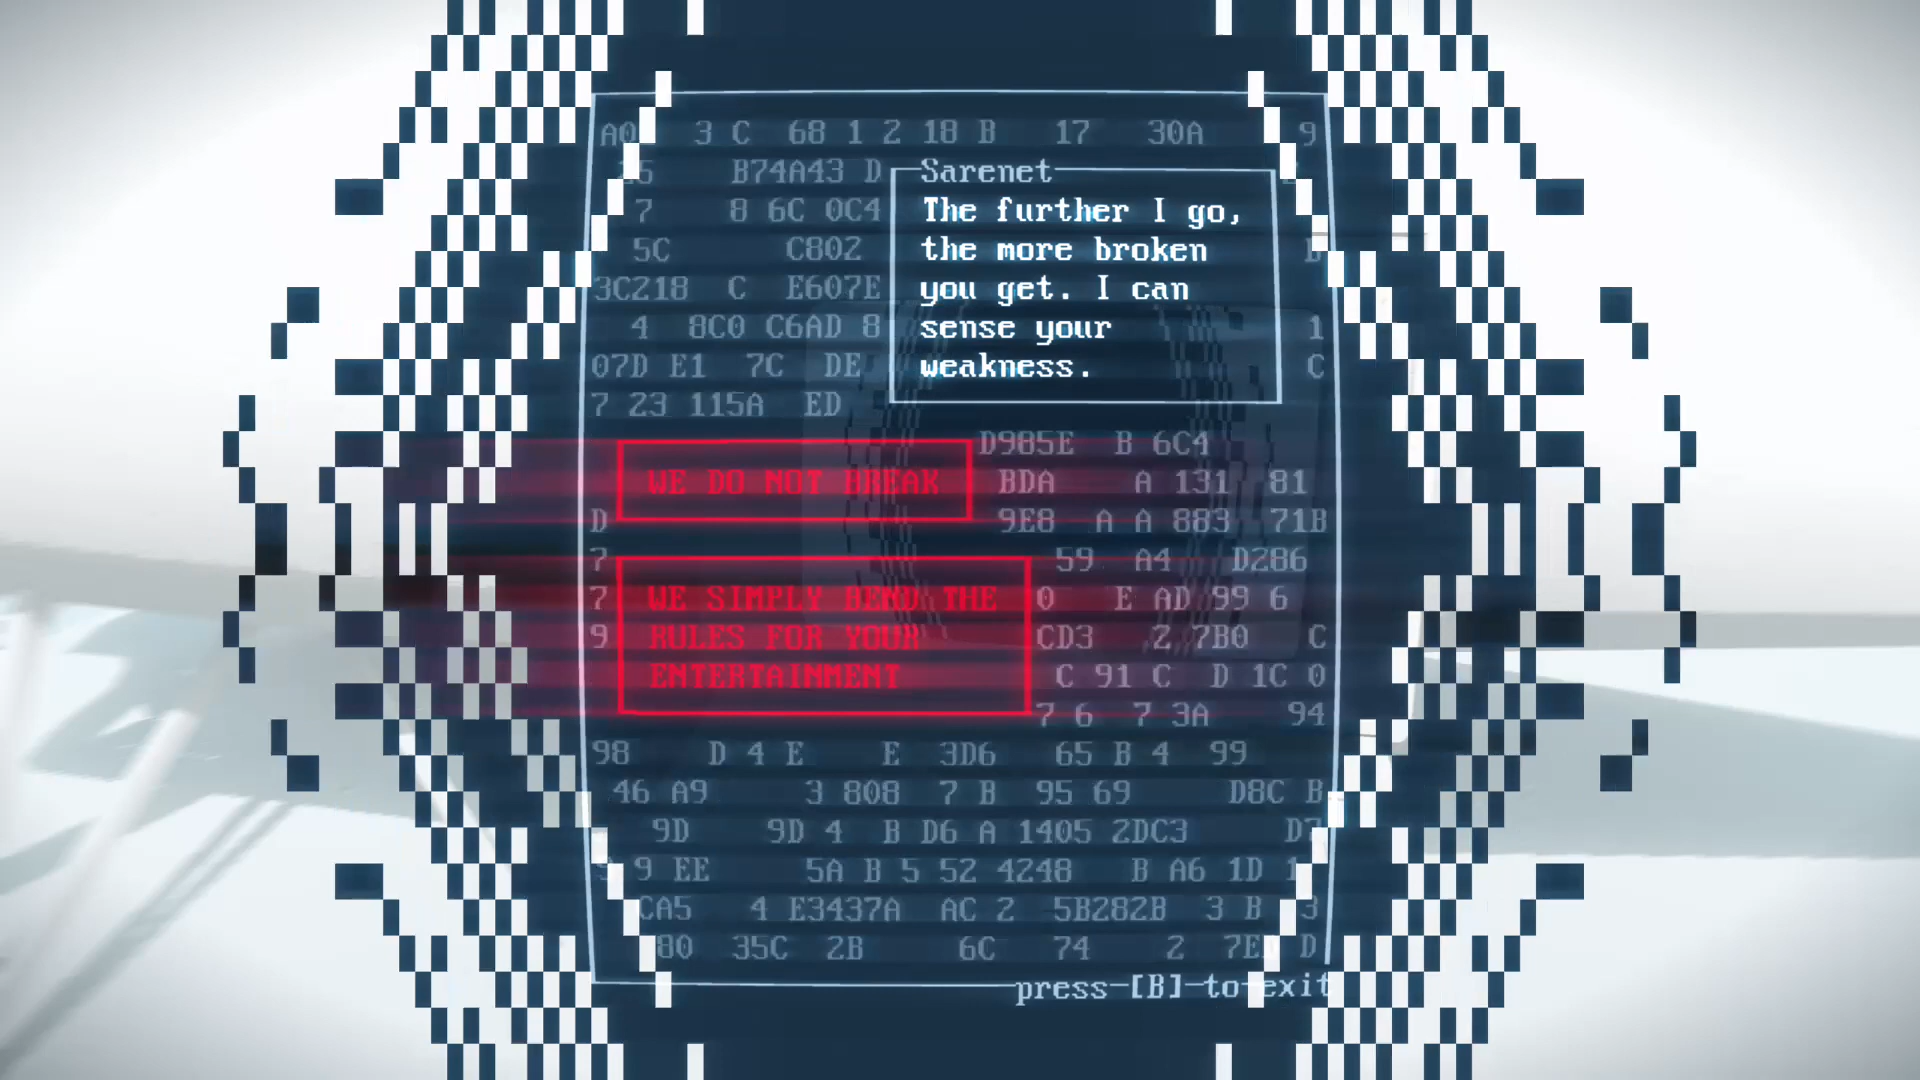 A0 3 C 68 1 2 18 B 17 30A 9
B74A43 D
Sarenet
7 8 6C 0C4
The further I go,
5C C802
the more broken
3C218 C E607E
you get. I can
4 8C0 C6AD 8
sense your
1
07D E1 7C DE
weakness.
C
7 23 115A ED
D985E B 6C4
WE DO NOT BREAK
BDA A 131 81
D 9E8 A A 883 71B
7 59 A4 D286
7
WE SIMPLY BEND THE
0 E AD 99 6
9
RULES FOR YOUR
CD3 2 7B0 C
ENTERTAINMENT
C 91 C D 1C 0
7 6 7 3A 94
98 D 4 E E 3D6 65 B 4 99
46 A9 3 808 7 B 95 69 D8C B
9D 9D 4 B D6 A 1405 2DC3 D7
9 EE 5A B 5 52 4248 B A6 1D 1
CA5 4 E3437A AC 2 5B282B 3 B 3
80 35C 2B 6C 74 2 7ED D
press-[B]-to-exit